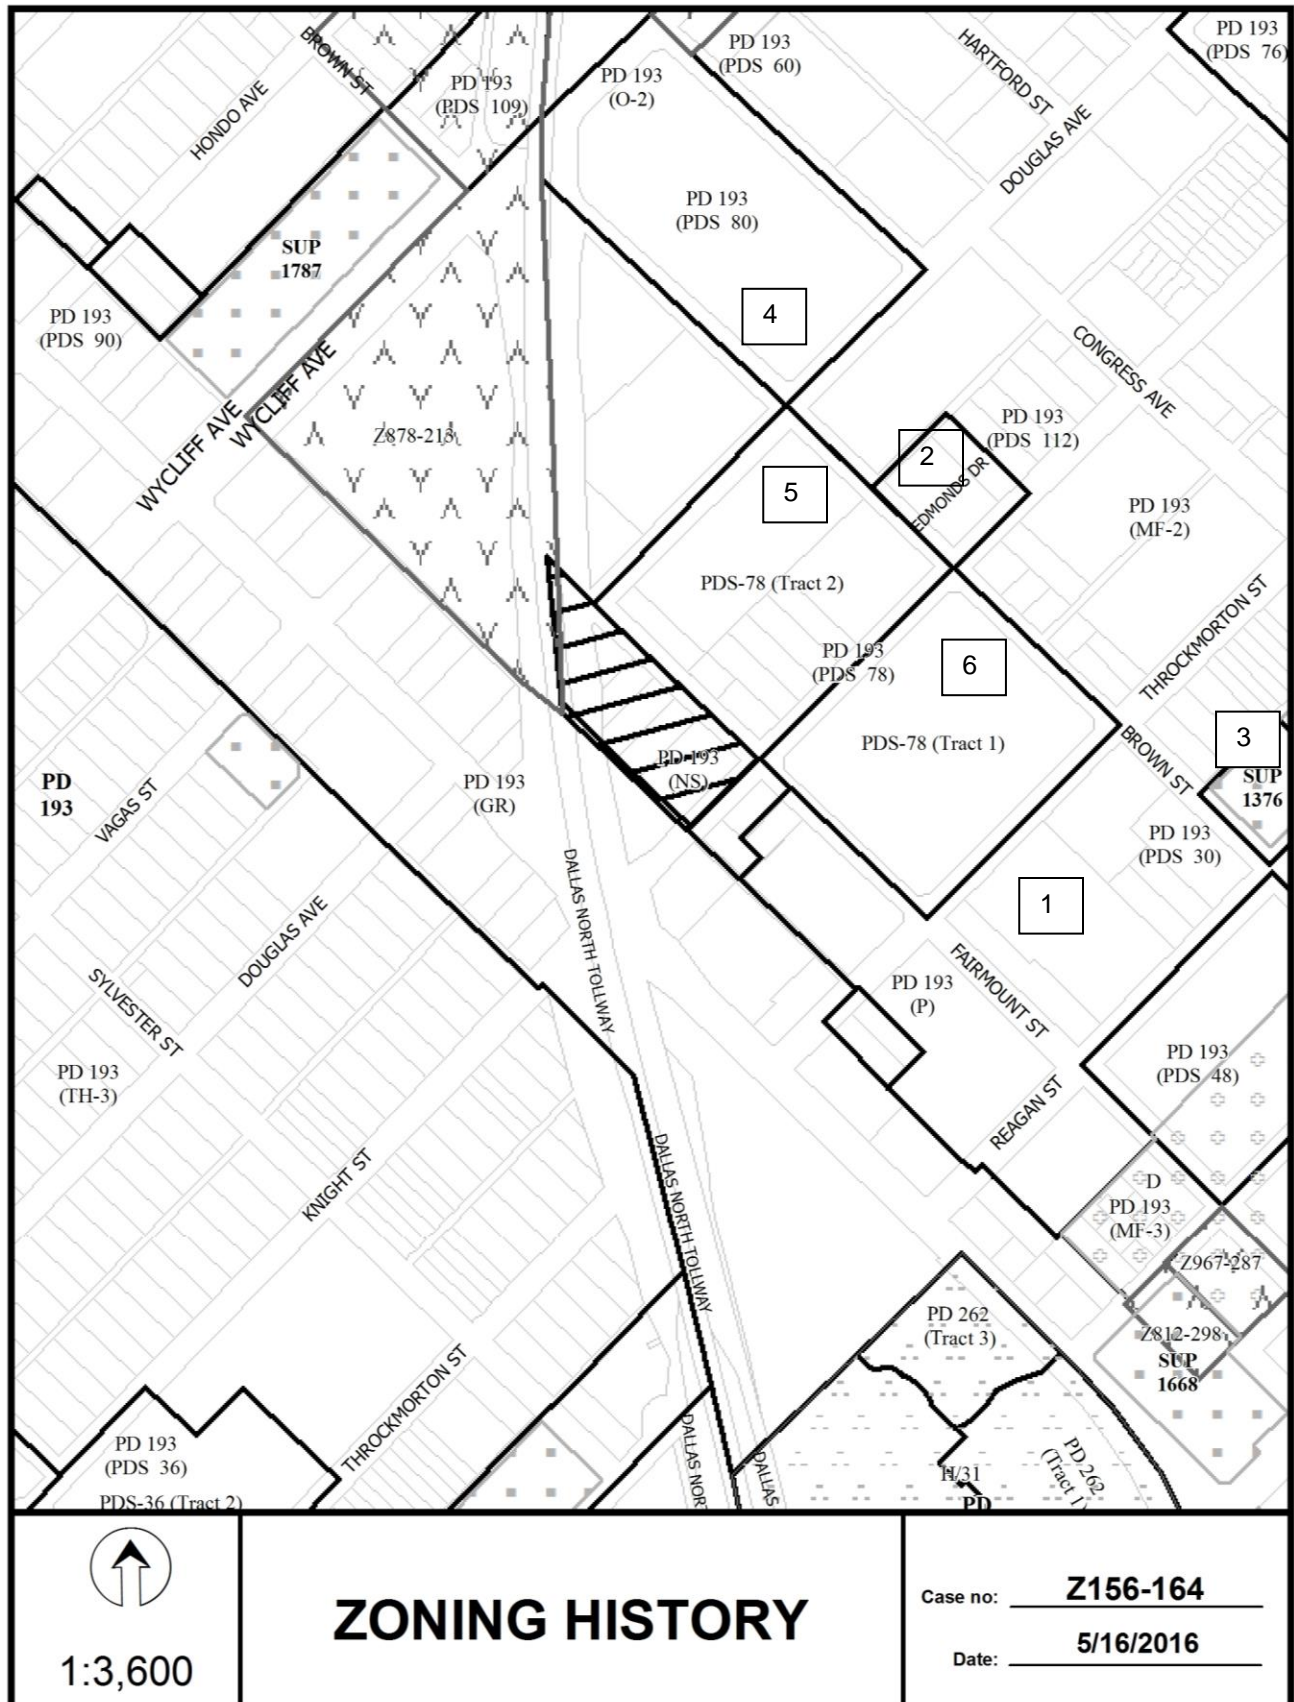 BROWN ST
PD 193
(PDS 109)
HONDO AVE
PD 193
(O-2)
PD 193
(PDS 60)
HARTFORD ST
PD 193
(PDS 76)
DOUGLAS AVE
PD 193
(PDS 80)
SUP
1787
PD 193
(PDS 90)
4
CONGRESS AVE
WYCLIFF AVE
WYCLIFF AVE
Z878-213
PD 193
(PDS 112)
2
EDMONDS DR
5
PD 193
(MF-2)
PDS-78 (Tract 2)
THROCKMORTON ST
PD 193
(PDS 78)
6
PDS-78 (Tract 1)
BROWN ST
3
SUP
1376
PD 193
(NS)
PD
193
VAGAS ST
PD 193
(GR)
PD 193
(PDS 30)
1
DALLAS NORTH TOLLWAY
DOUGLAS AVE
PD 193
(P)
FAIRMOUNT ST
SYLVESTER ST
PD 193
(TH-3)
PD 193
(PDS 48)
REAGAN ST
KNIGHT ST
DALLAS NORTH TOLLWAY
D
PD 193
(MF-3)
Z967-287
PD 262
(Tract 3)
Z812-298
SUP
1668
THROCKMORTON ST
PD 193
(PDS 36)
PDS-36 (Tract 2)
DALLAS NOR
DALLAS
H/31
PD
PD 262
(Tract 1)
1:3,600
ZONING HISTORY
Case no: Z156-164
Date: 5/16/2016